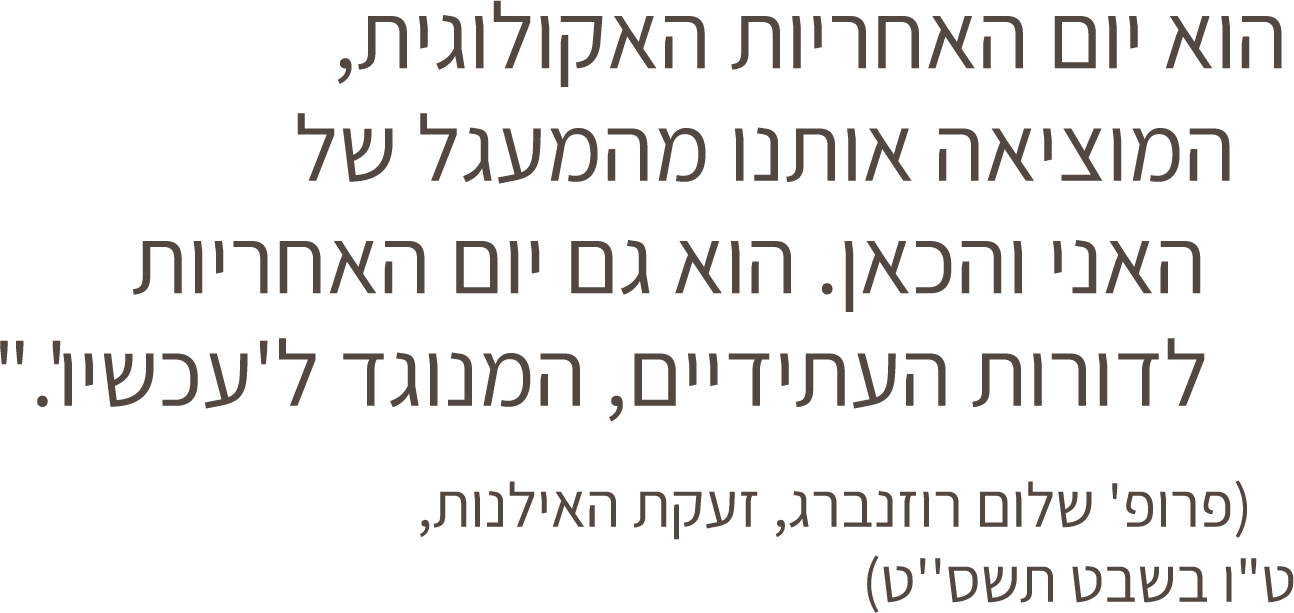 הוא יום האחריות האקולוגית,
המוציאה אותנו מהמעגל של
האני והכאן. הוא גם יום האחריות
לדורות העתידיים, המנוגד ל'עכשיו'."
(פרופ' שלום רוזנברג, זעקת האילנות,
ט"ו בשבט תשס''ט)